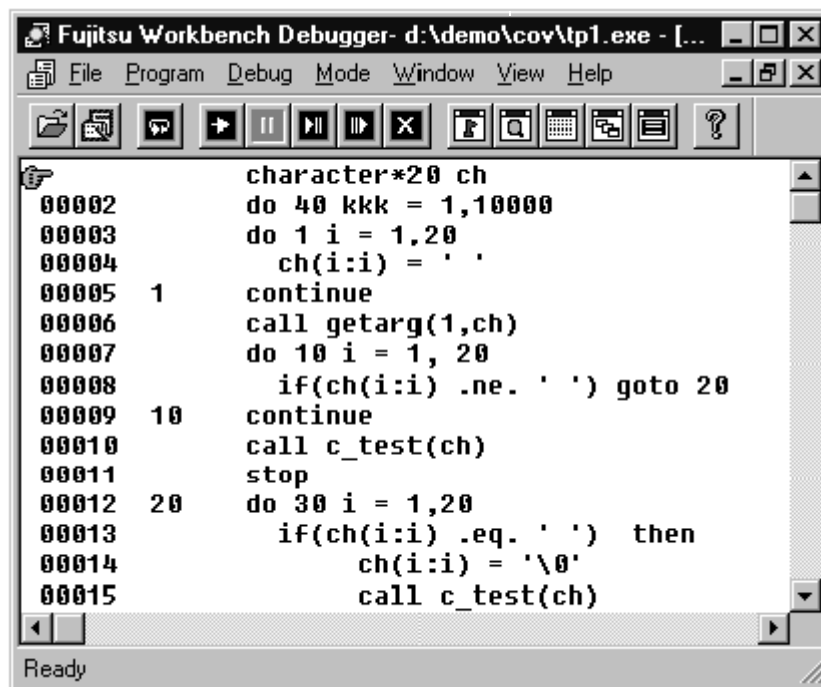 Fujitsu Workbench Debugger- d:\demo\cov\tp1.exe - [...
File Program Debug Mode Window View Help
character*20 ch
00002 do 40 kkk = 1,10000
00003 do 1 i = 1,20
00004 ch(i:i) = ' '
00005 1 continue
00006 call getarg(1,ch)
00007 do 10 i = 1, 20
00008 if(ch(i:i) .ne. ' ') goto 20
00009 10 continue
00010 call c_test(ch)
00011 stop
00012 20 do 30 i = 1,20
00013 if(ch(i:i) .eq. ' ') then
00014 ch(i:i) = '\0'
00015 call c_test(ch)
Ready